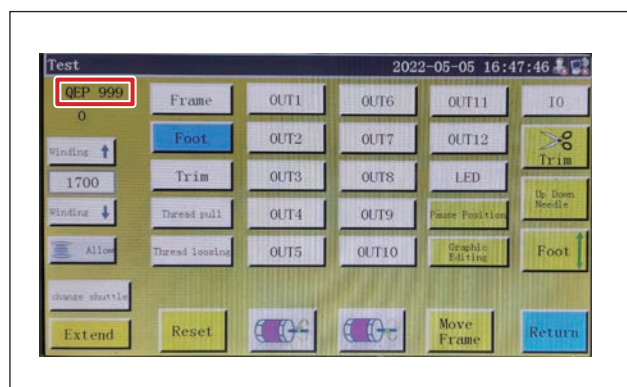 Test 2022-05-05 16:47:46
QEP 999 Frame OUT1 OUT6 OUT11 IO
0
Winding Foot OUT2 OUT7 OUT12 Trim
1700 Trim OUT3 OUT8 LED Up Down
Needle
Winding Thread pull OUT4 OUT9 Pause Position
Allow Thread loosing OUT5 OUT10 Graphic
Editing Foot
change shuttle
Extend Reset Move
Frame Return